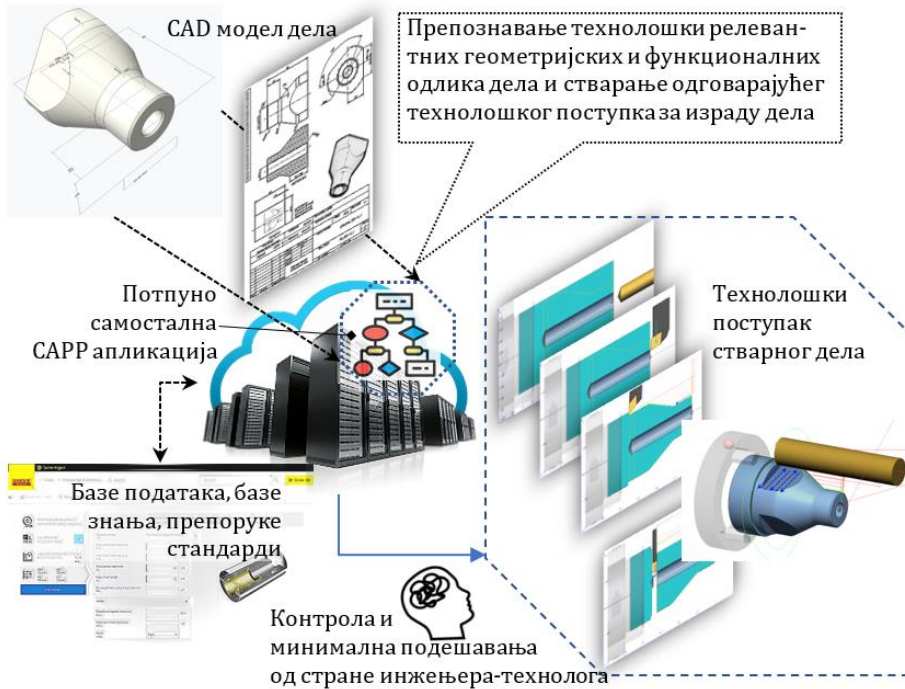 CAD модел дела
Препознавање технолошки релеван-
тних геометријских и функционалних
одлика дела и стварање одговарајућег
технолошког поступка за израду дела
Потпуно
самостална
CAPP апликација
Технолошки
поступак
стварног дела
Базе података, базе
знања, препоруке
стандарди
Контрола и
минимална подешавања
од стране инжењера-технолога